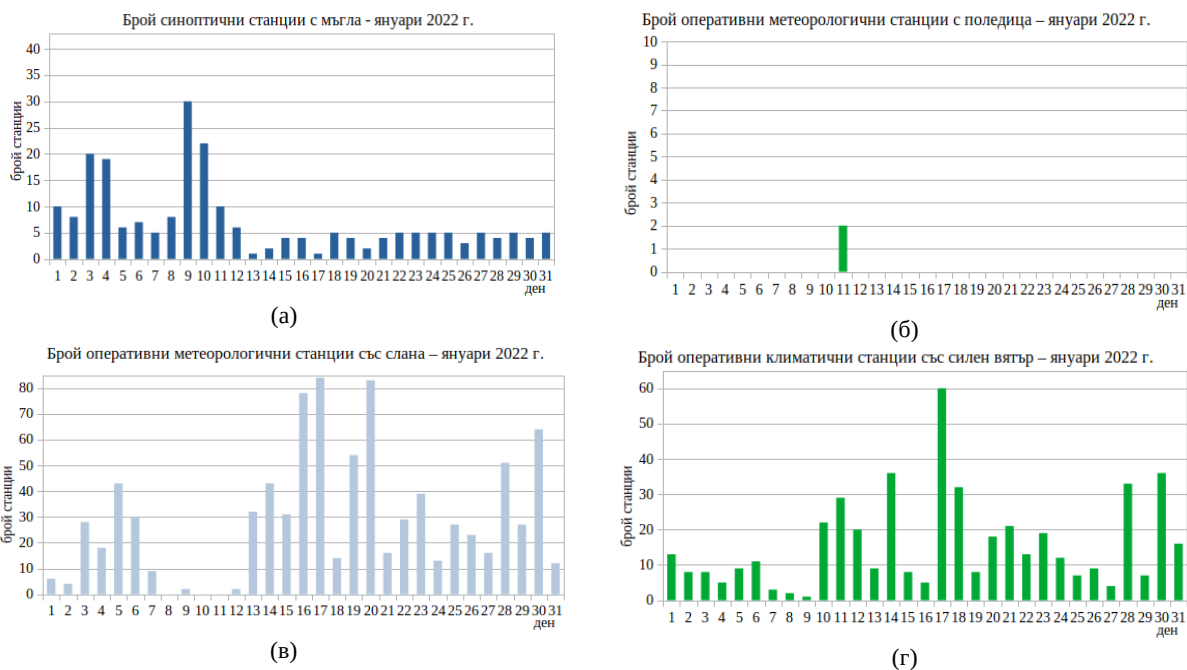 Брой синоптични станции с мъгла - януари 2022 г.
40
35
30
25
20
15
10
5
0
брой станции
1 2 3 4 5 6 7 8 9 10 11 12 13 14 15 16 17 18 19 20 21 22 23 24 25 26 27 28 29 30 31
ден
(а)
Брой оперативни метеорологични станции с поледица – януари 2022 г.
10
9
8
7
6
5
4
3
2
1
0
брой станции
1 2 3 4 5 6 7 8 9 10 11 12 13 14 15 16 17 18 19 20 21 22 23 24 25 26 27 28 29 30 31
ден
(б)
Брой оперативни метеорологични станции със слана – януари 2022 г.
80
70
60
50
40
30
20
10
0
брой станции
1 2 3 4 5 6 7 8 9 10 11 12 13 14 15 16 17 18 19 20 21 22 23 24 25 26 27 28 29 30 31
ден
(в)
Брой оперативни климатични станции със силен вятър – януари 2022 г.
60
50
40
30
20
10
0
брой станции
1 2 3 4 5 6 7 8 9 10 11 12 13 14 15 16 17 18 19 20 21 22 23 24 25 26 27 28 29 30 31
ден
(г)